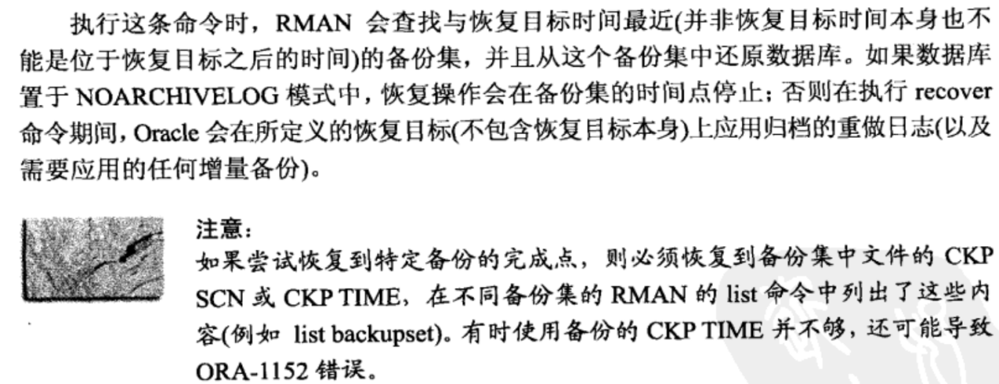 执行这条命令时，RMAN 会查找与恢复目标时间最近(并非恢复目标时间本身也不
能是位于恢复目标之后的时间)的备份集，并且从这个备份集中还原数据库。如果数据库
置于 NOARCHIVELOG 模式中，恢复操作会在备份集的时间点停止；否则在执行 recover
命令期间，Oracle 会在所定义的恢复目标(不包含恢复目标本身)上应用归档的重做日志(以及
需要应用的任何增量备份)。
注意：
如果尝试恢复到特定备份的完成点，则必须恢复到备份集中文件的 CKP
SCN 或 CKP TIME，在不同备份集的 RMAN 的 list 命令中列出了这些内
容(例如 list backupset)。有时使用备份的 CKP TIME 并不够，还可能导致
ORA-1152 错误。